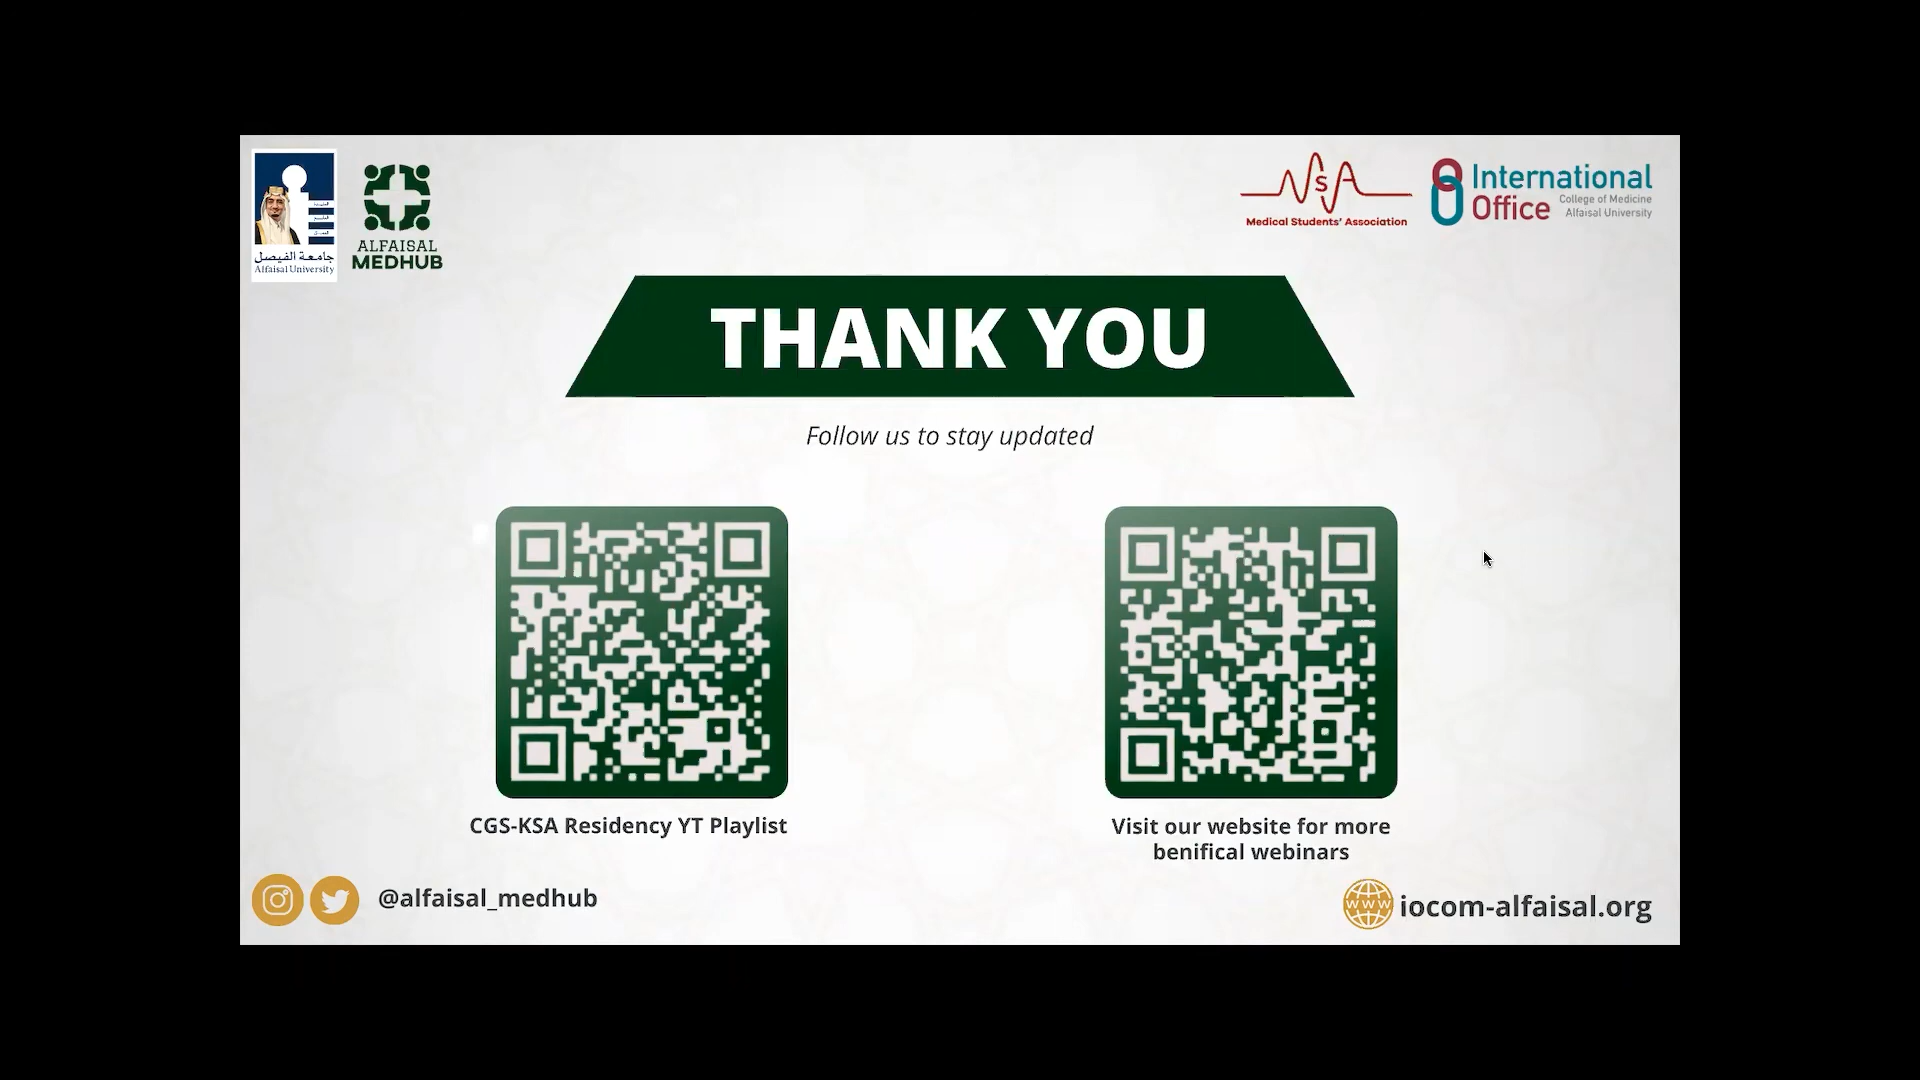 جامعة الفيصل
Alfaisal University
ALFAISAL
MEDHUB
MSA
Medical Students' Association
International
Office
College of Medicine
Alfaisal University
THANK YOU
Follow us to stay updated
CGS-KSA Residency YT Playlist
Visit our website for more
benifical webinars
@alfaisal_medhub
www
iocom-alfaisal.org